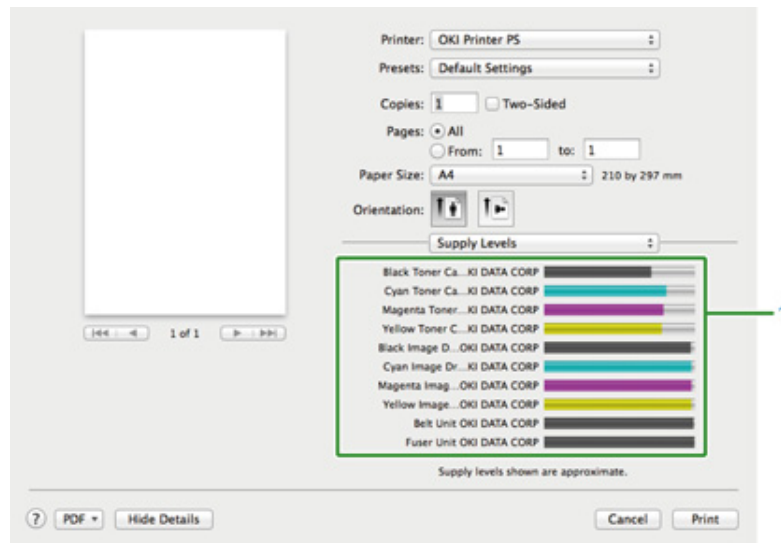 Printer: OKI Printer PS
Presets: Default Settings
Copies: 1 Two-Sided
Pages: All
From: 1 to: 1
Paper Size: A4 210 by 297 mm
Orientation:
Supply Levels
Black Toner Ca...KI DATA CORP
Cyan Toner Ca...KI DATA CORP
Magenta Toner...KI DATA CORP
Yellow Toner C...KI DATA CORP
Black Image D...OKI DATA CORP
Cyan Image Dr...KI DATA CORP
Magenta Imag...OKI DATA CORP
Yellow Image...OKI DATA CORP
Belt Unit OKI DATA CORP
Fuser Unit OKI DATA CORP
Supply levels shown are approximate.
1 of 1
? PDF Hide Details Cancel Print